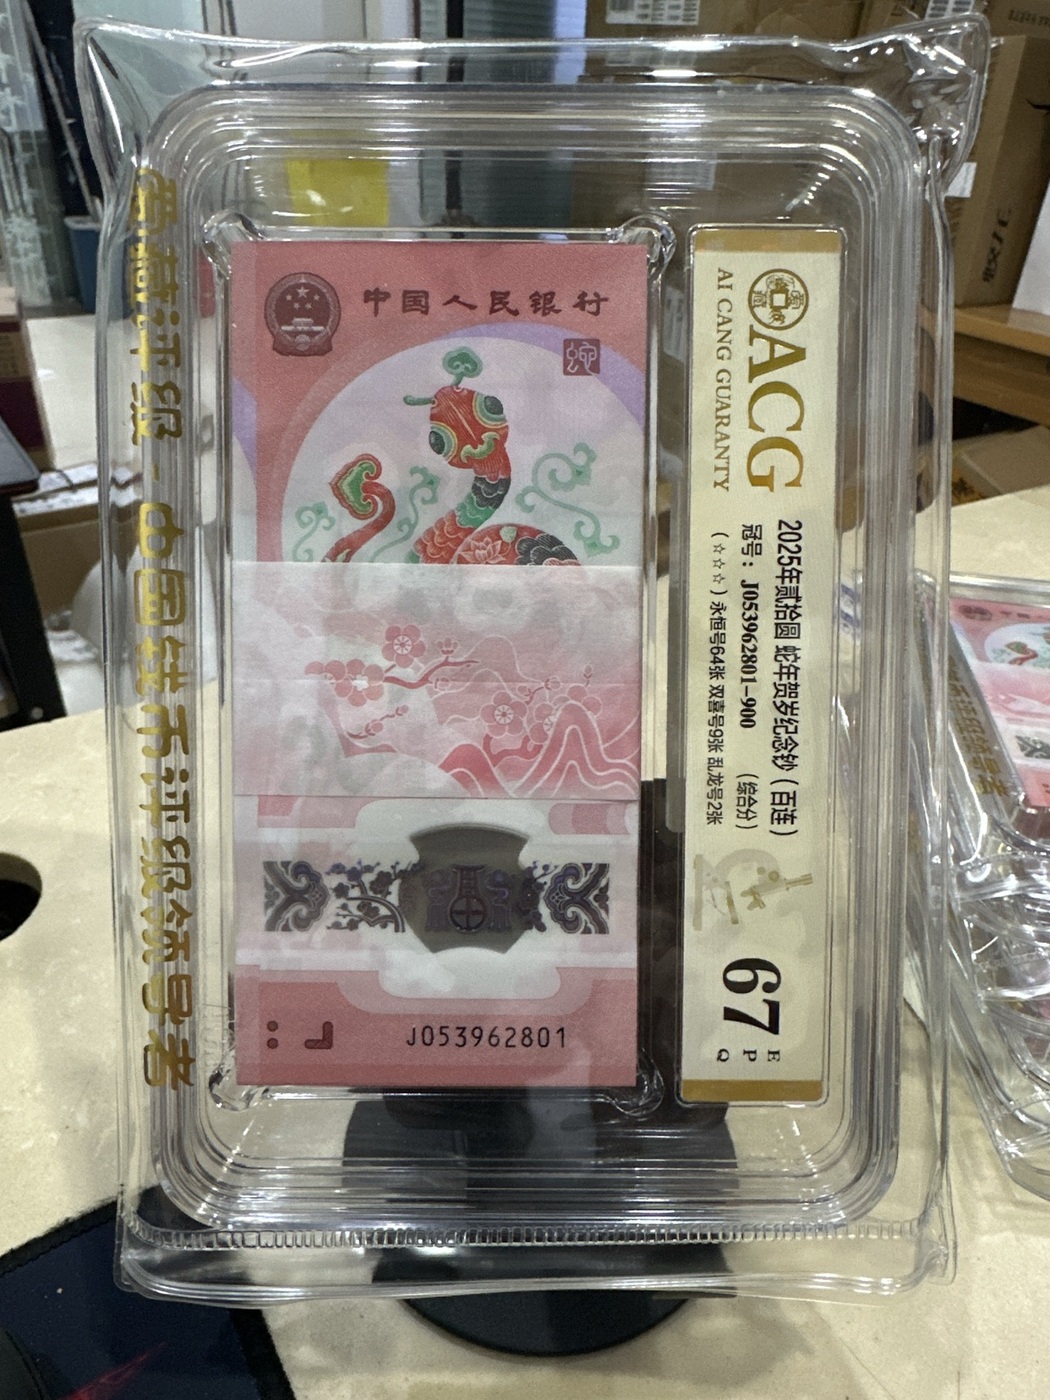 爱藏评级 - 中国钱币评级领导者
中国人民银行
J053962801
ACG
AI CANG GUARANTY
2025年贰拾圆 蛇年贺岁纪念钞（百连）
冠号：J053962801-900 （综合分）
（☆☆☆）永恒号64张 双喜号9张 乱龙号2张
67
E
P
Q